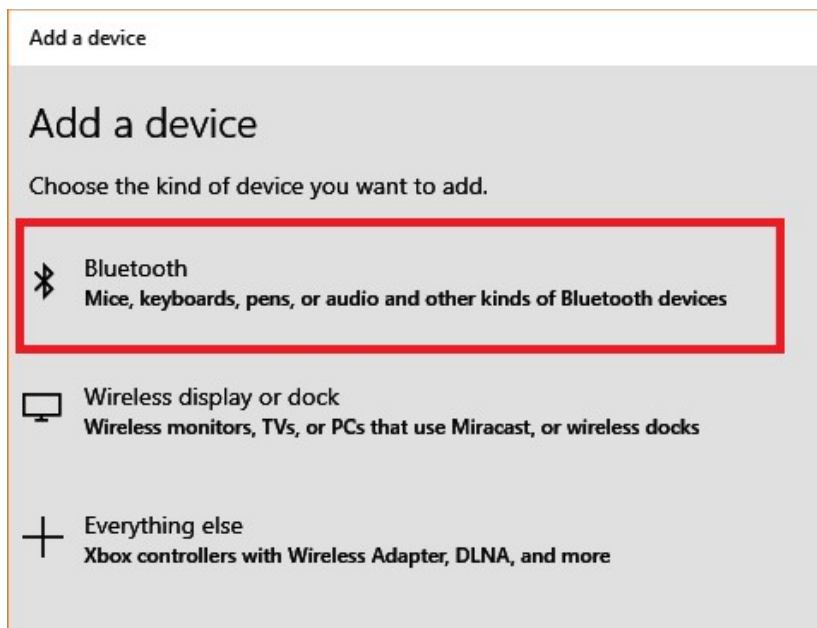 Add a device
Add a device
Choose the kind of device you want to add.
Bluetooth
Mice, keyboards, pens, or audio and other kinds of Bluetooth devices
Wireless display or dock
Wireless monitors, TVs, or PCs that use Miracast, or wireless docks
Everything else
Xbox controllers with Wireless Adapter, DLNA, and more